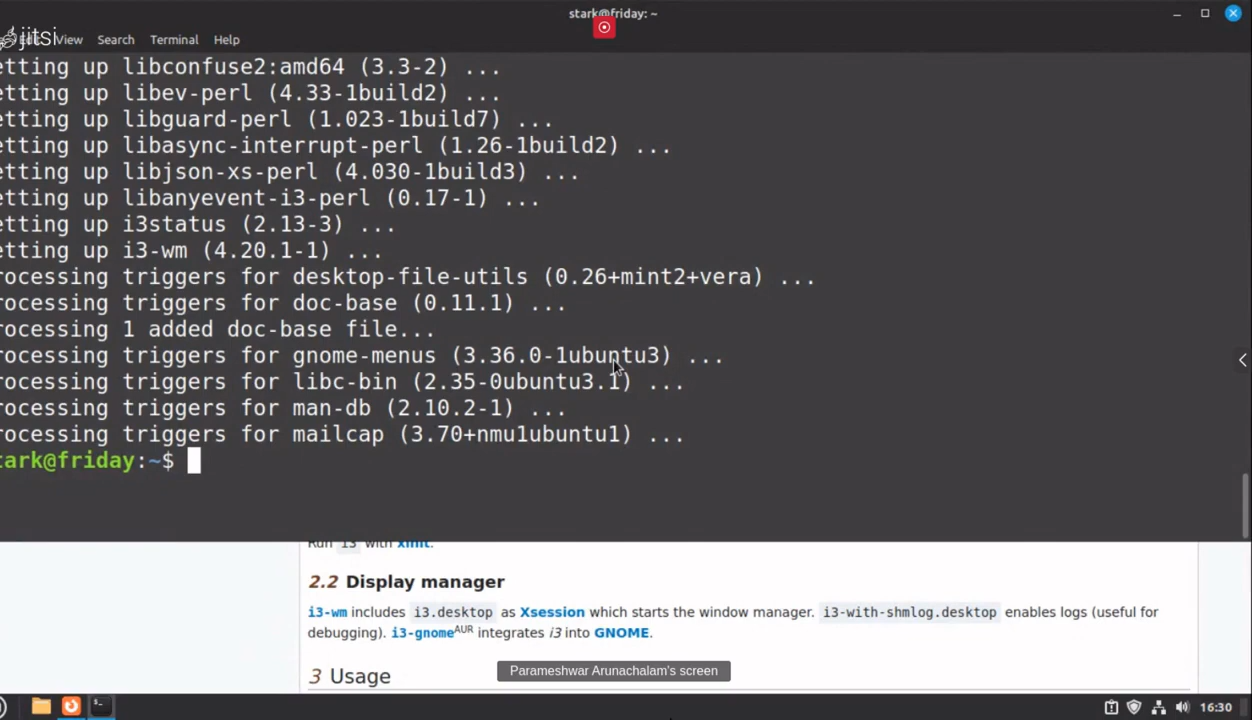 stark@friday: ~
jitsi
View Search Terminal Help
etting up libconfuse2:amd64 (3.3-2) ...
etting up libev-perl (4.33-1build2) ...
etting up libguard-perl (1.023-1build7) ...
etting up libasync-interrupt-perl (1.26-1build2) ...
etting up libjson-xs-perl (4.030-1build3) ...
etting up libanyevent-i3-perl (0.17-1) ...
etting up i3status (2.13-3) ...
etting up i3-wm (4.20.1-1) ...
rocessing triggers for desktop-file-utils (0.26+mint2+vera) ...
rocessing triggers for doc-base (0.11.1) ...
rocessing 1 added doc-base file...
rocessing triggers for gnome-menus (3.36.0-1ubuntu3) ...
rocessing triggers for libc-bin (2.35-0ubuntu3.1) ...
rocessing triggers for man-db (2.10.2-1) ...
rocessing triggers for mailcap (3.70+nmu1ubuntu1) ...
tark@friday:~$
Run i3 with xinit.
2.2 Display manager
i3-wm includes i3.desktop as Xsession which starts the window manager. i3-with-shmlog.desktop enables logs (useful for
debugging). i3-gnomeAUR integrates i3 into GNOME.
3 Usage
Parameshwar Arunachalam's screen
16:30